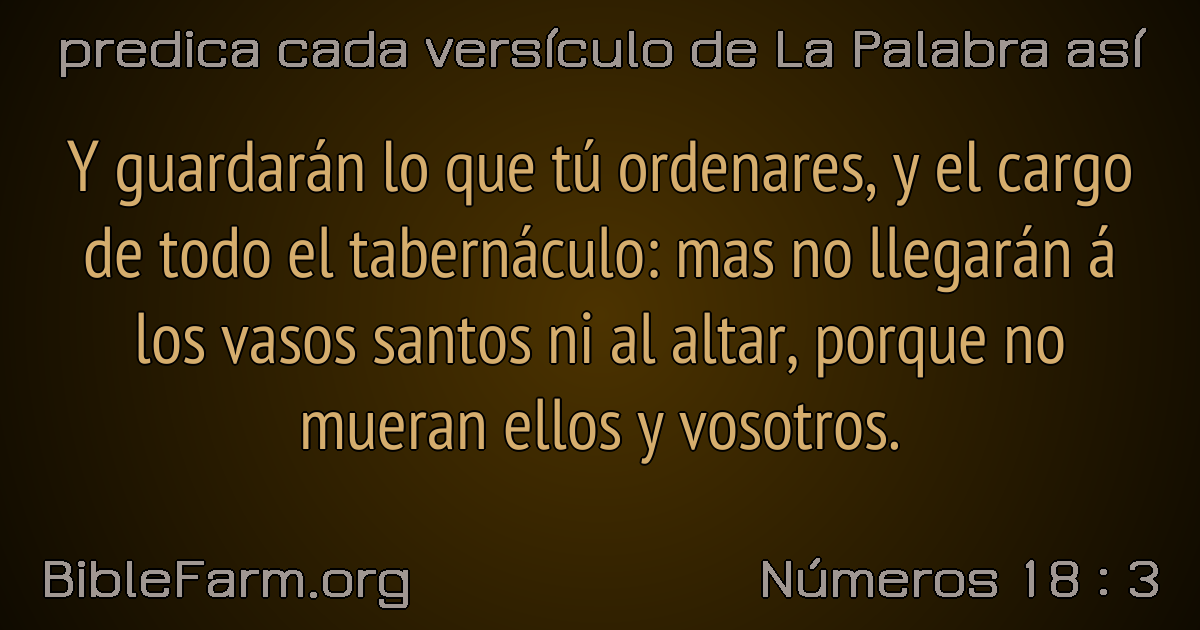 predica cada versículo de La Palabra así
Y guardarán lo que tú ordenares, y el cargo
de todo el tabernáculo: mas no llegarán á
los vasos santos ni al altar, porque no
mueran ellos y vosotros.
BibleFarm.org
Números 18 : 3